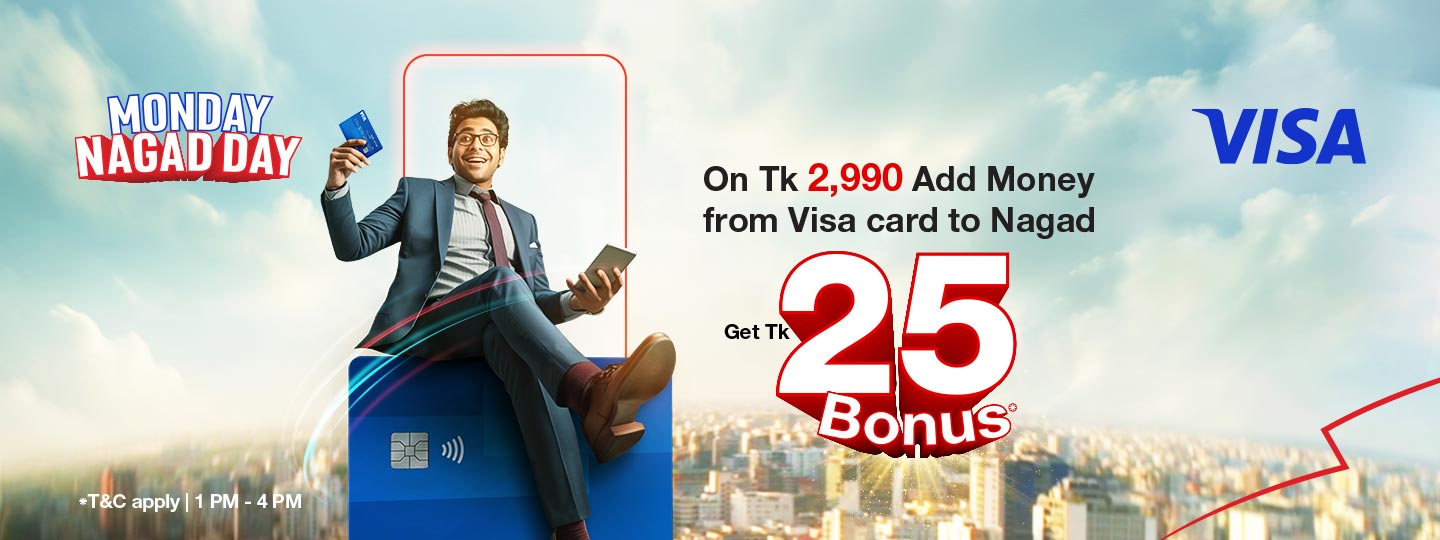 MONDAY
NAGAD DAY
VISA
On Tk 2,990 Add Money
from Visa card to Nagad
Get Tk 25
Bonus*
*T&C apply | 1 PM - 4 PM